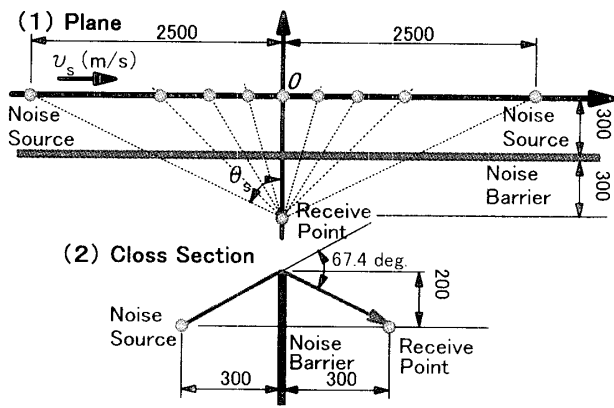 (1) Plane
2500
2500
υs (m/s)
O
Noise
Source
Noise
Source
300
Noise
Barrier
300
θs
Receive
Point
(2) Closs Section
67.4 deg.
200
Noise
Source
Noise
Barrier
Receive
Point
300
300